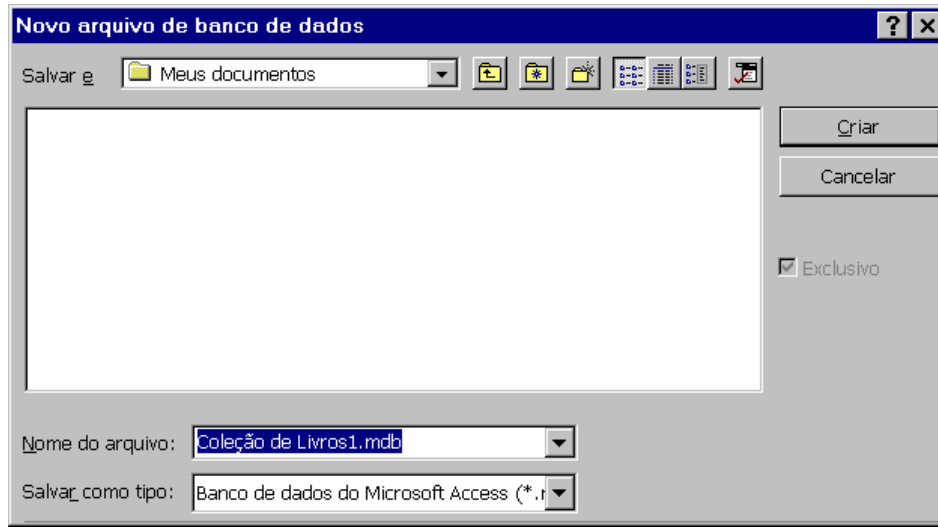 Novo arquivo de banco de dados
Salvar e Meus documentos
Criar
Cancelar
Exclusivo
Nome do arquivo: Coleção de Livros1.mdb
Salvar como tipo: Banco de dados do Microsoft Access (*.